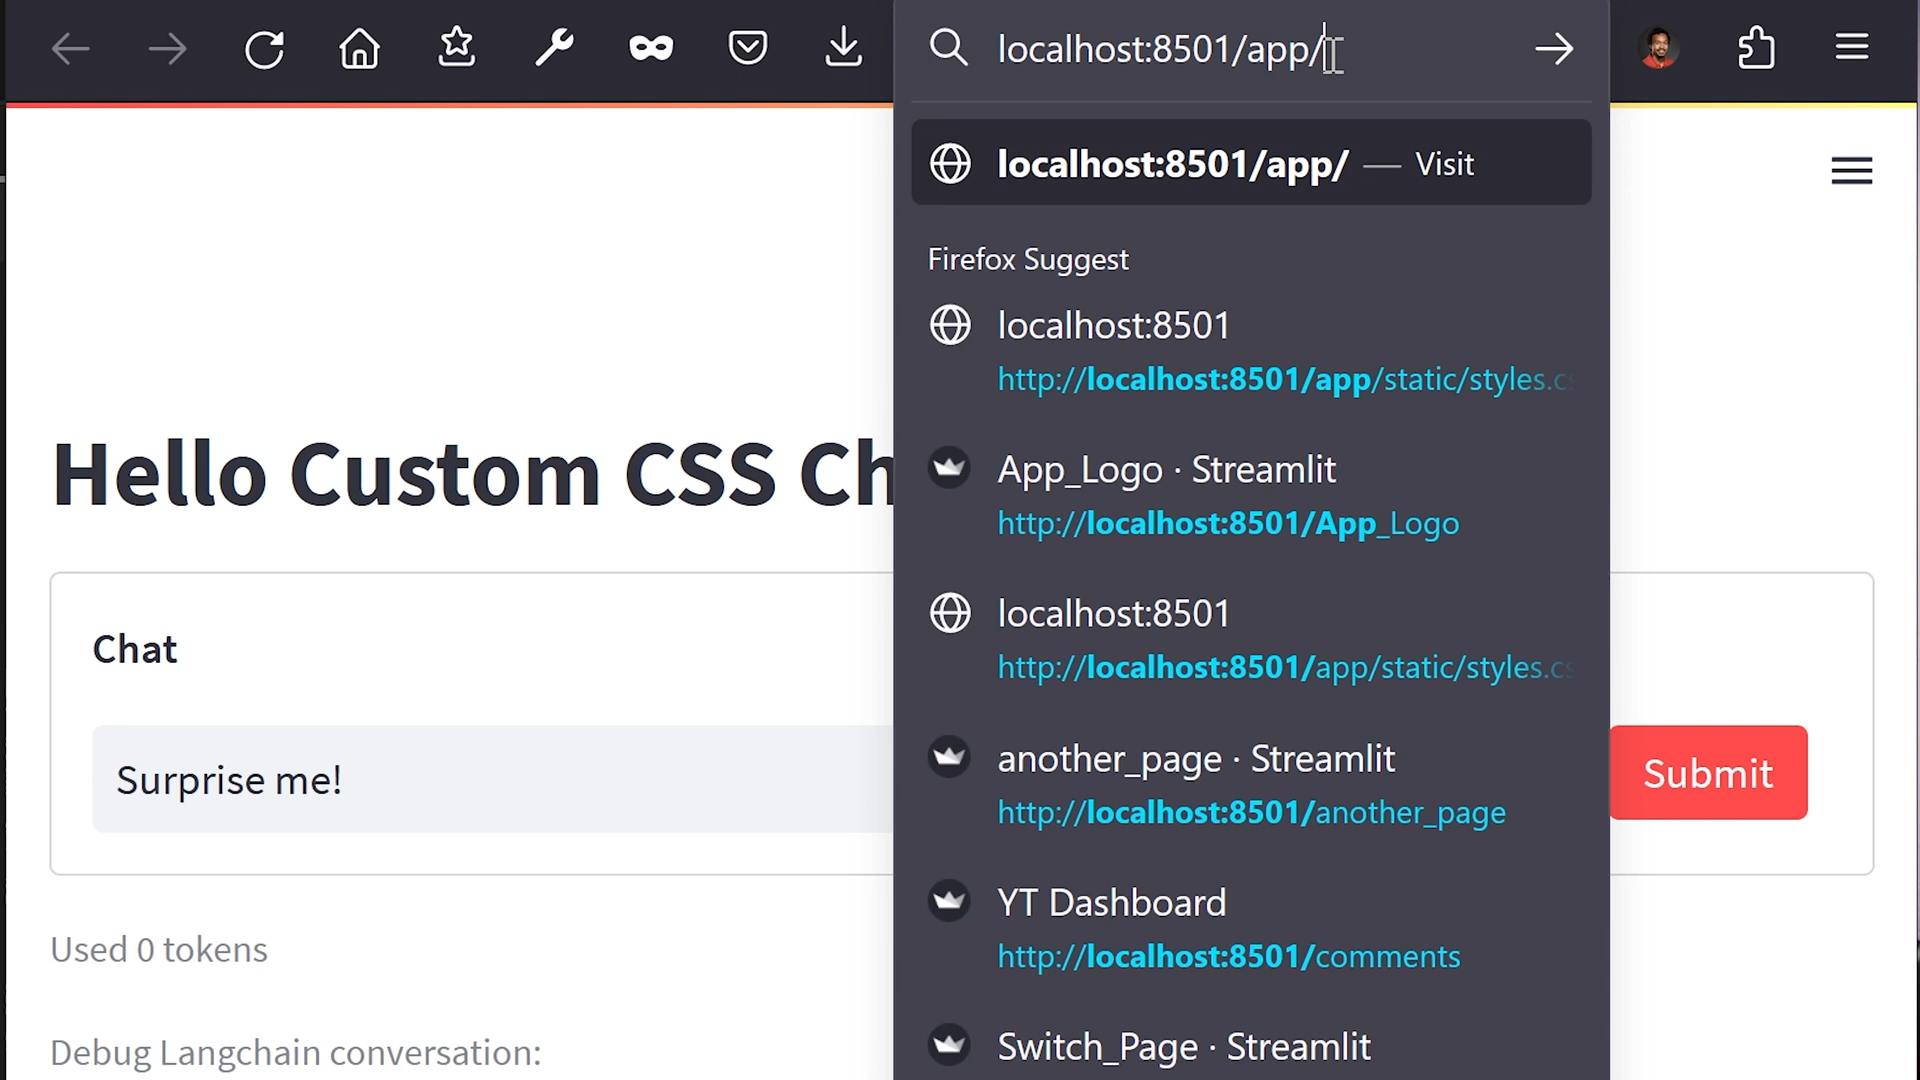 localhost:8501/app/
localhost:8501/app/ — Visit
Firefox Suggest
localhost:8501
http://localhost:8501/app/static/styles.cs
App_Logo · Streamlit
http://localhost:8501/App_Logo
localhost:8501
http://localhost:8501/app/static/styles.cs
another_page · Streamlit
http://localhost:8501/another_page
YT Dashboard
http://localhost:8501/comments
Switch_Page · Streamlit
Hello Custom CSS Ch
Chat
Surprise me!
Submit
Used 0 tokens
Debug Langchain conversation: